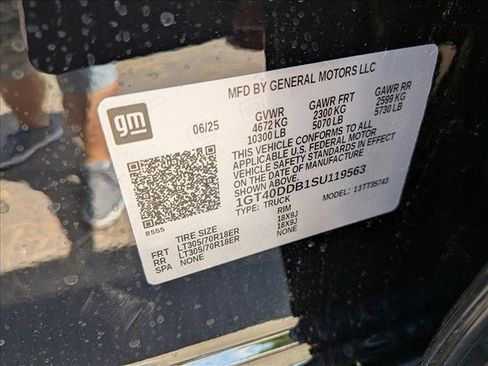 MFD BY GENERAL MOTORS LLC
gm
06/25
GVWR
4672 KG
10300 LB
GAWR FRT
2300 KG
5070 LB
GAWR RR
2599 KG
5730 LB
THIS VEHICLE CONFORMS TO ALL
APPLICABLE U.S. FEDERAL MOTOR
VEHICLE SAFETY STANDARDS IN EFFECT
ON THE DATE OF MANUFACTURE
1GT40DDB1SU119563
TYPE: TRUCK
MODEL: 13TT35743
8555
TIRE SIZE
RIM
FRT LT305/70R18ER 18X9J
RR LT305/70R18ER 18X9J
SPA NONE NONE